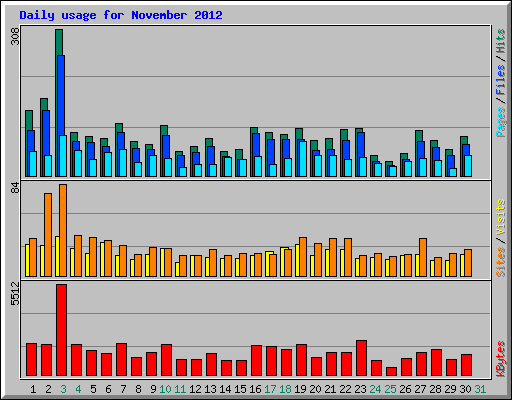 Daily usage for November 2012
308
Pages / Files / Hits
84
Sites / Visits
5512
KBytes
1 2 3 4 5 6 7 8 9 10 11 12 13 14 15 16 17 18 19 20 21 22 23 24 25 26 27 28 29 30 31